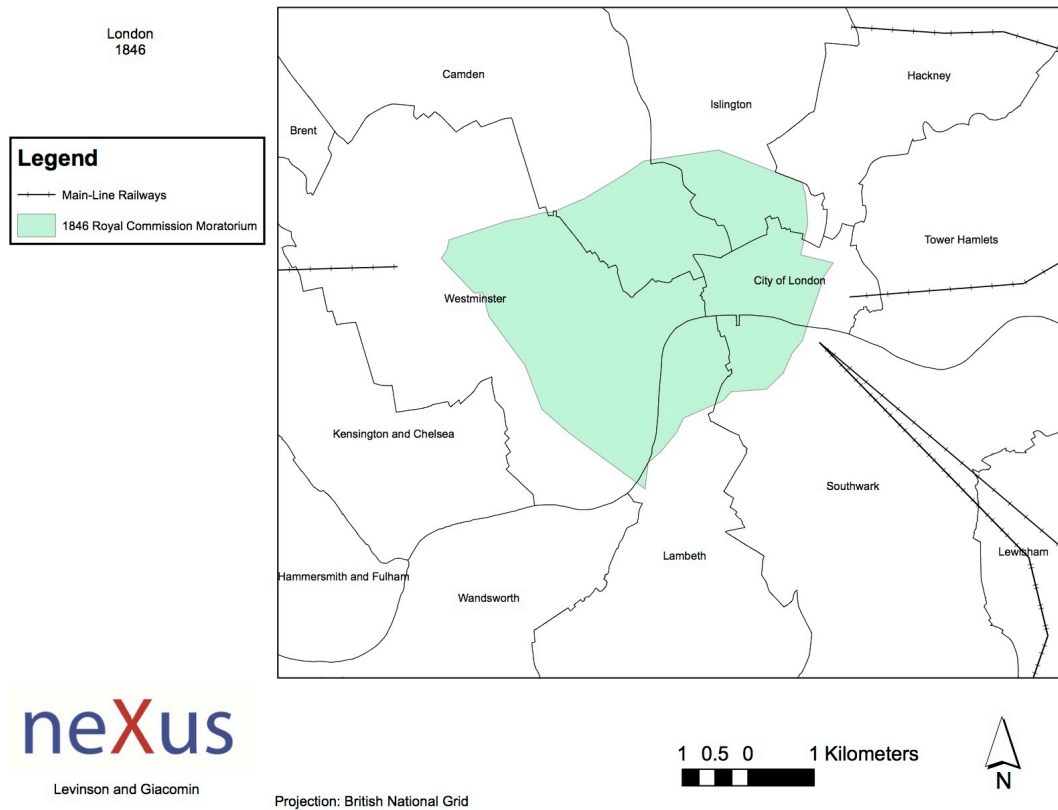 London
1846
Legend
Main-Line Railways
1846 Royal Commission Moratorium
Camden
Hackney
Islington
Brent
Tower Hamlets
City of London
Westminster
Kensington and Chelsea
Southwark
Lewisham
Lambeth
Hammersmith and Fulham
Wandsworth
neXus
Levinson and Giacomin
Projection: British National Grid
1 0.5 0 1 Kilometers
N